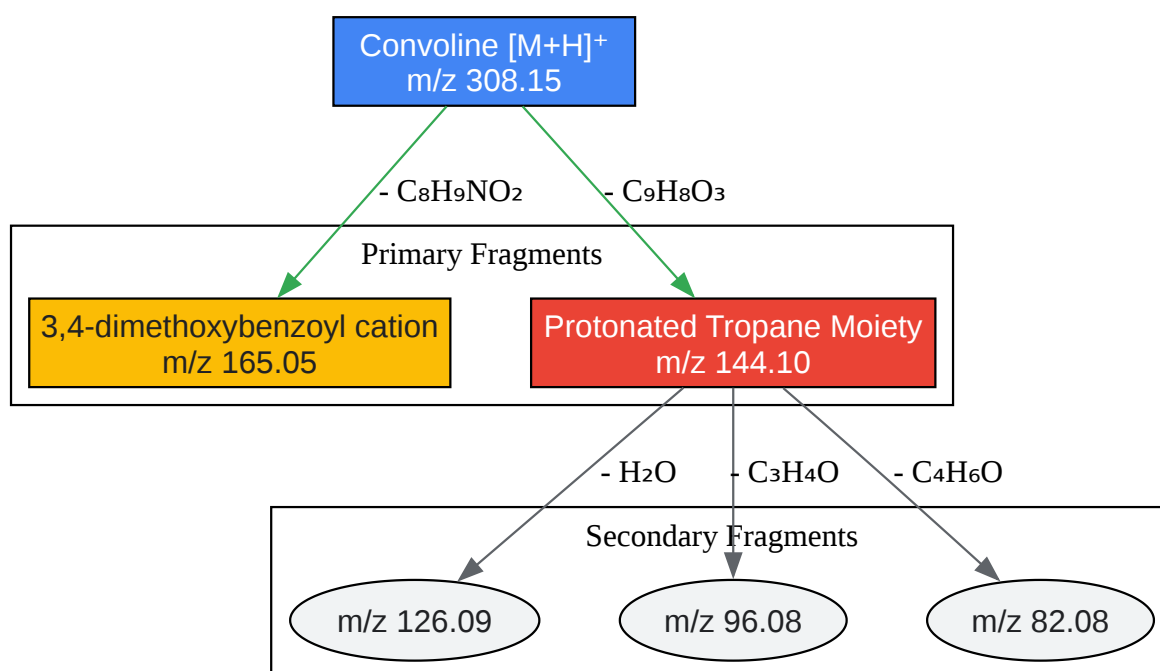 Convoline [M+H]⁺
m/z 308.15
- C₈H₉NO₂
- C₉H₈O₃
Primary Fragments
3,4-dimethoxybenzoyl cation
m/z 165.05
Protonated Tropane Moiety
m/z 144.10
- H₂O
- C₃H₄O
- C₄H₆O
Secondary Fragments
m/z 126.09
m/z 96.08
m/z 82.08